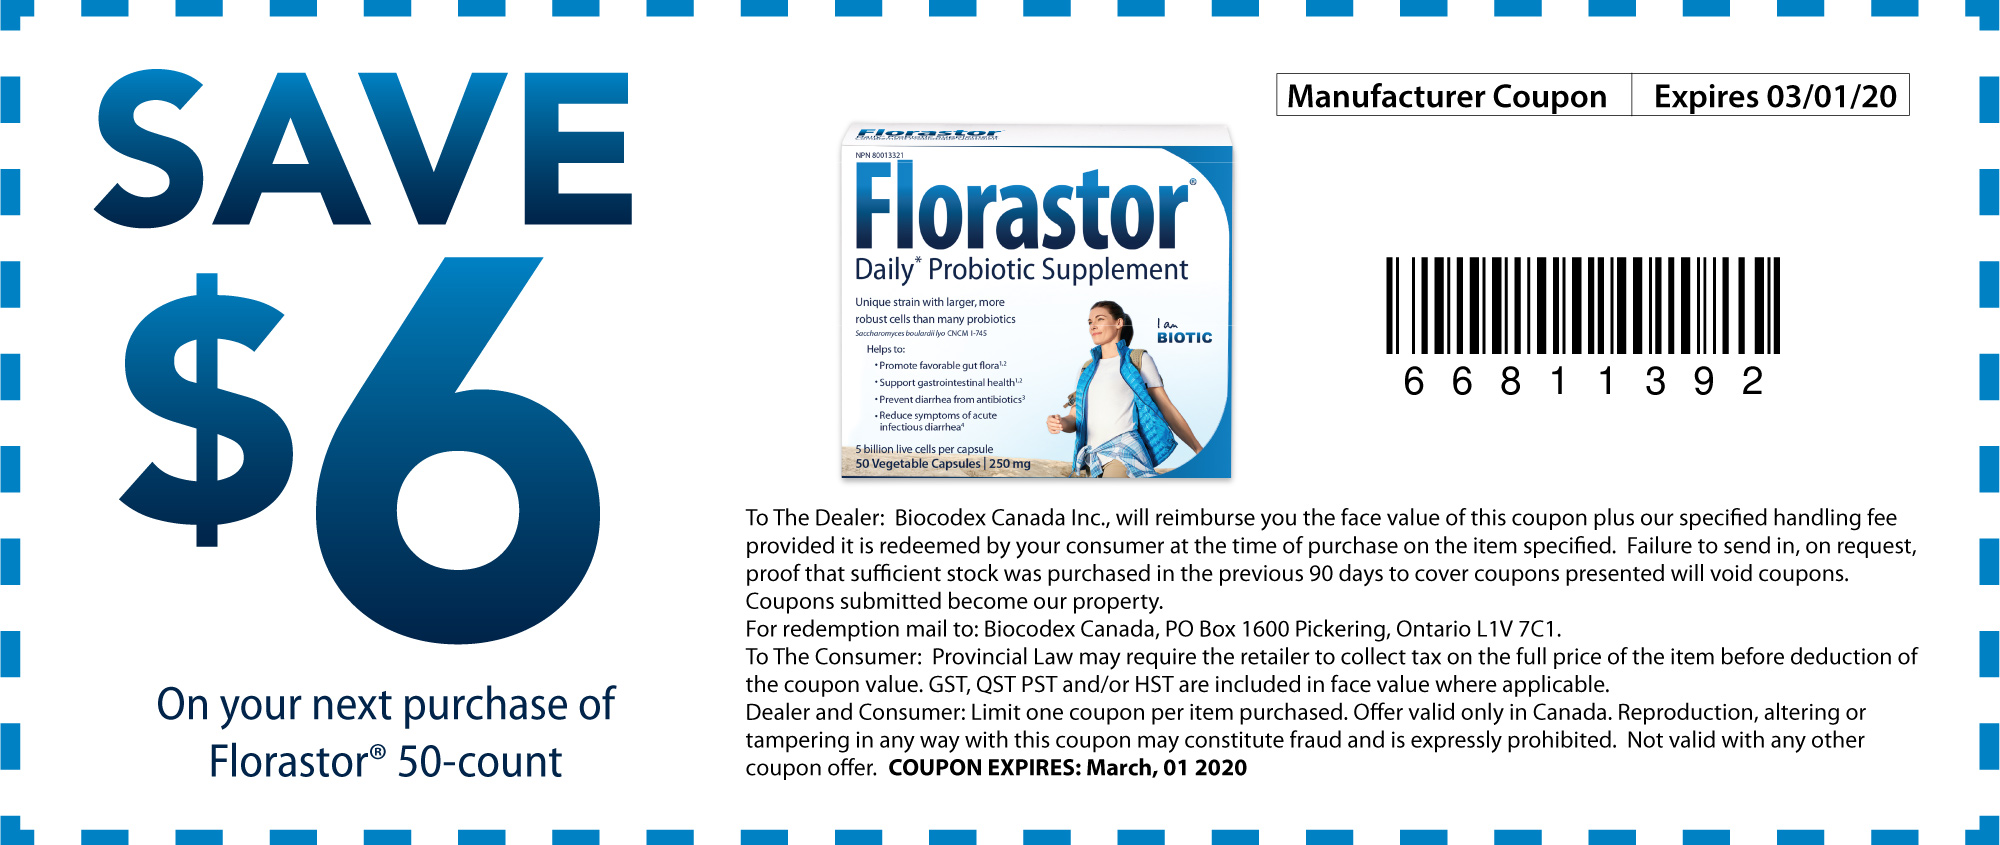 SAVE
$6
On your next purchase of
Florastor® 50-count
Manufacturer Coupon
Expires 03/01/20
Florastor
NPN 80013321
Florastor®
Daily* Probiotic Supplement
Unique strain with larger, more
robust cells than many probiotics
Saccharomyces boulardii lyo CNCM I-745
Helps to:
• Promote favorable gut flora1,2
• Support gastrointestinal health1,2
• Prevent diarrhea from antibiotics3
• Reduce symptoms of acute
infectious diarrhea4
5 billion live cells per capsule
50 Vegetable Capsules | 250 mg
I am
BIOTIC
66811392
To The Dealer: Biocodex Canada Inc., will reimburse you the face value of this coupon plus our specified handling fee
provided it is redeemed by your consumer at the time of purchase on the item specified. Failure to send in, on request,
proof that sufficient stock was purchased in the previous 90 days to cover coupons presented will void coupons.
Coupons submitted become our property.
For redemption mail to: Biocodex Canada, PO Box 1600 Pickering, Ontario L1V 7C1.
To The Consumer: Provincial Law may require the retailer to collect tax on the full price of the item before deduction of
the coupon value. GST, QST PST and/or HST are included in face value where applicable.
Dealer and Consumer: Limit one coupon per item purchased. Offer valid only in Canada. Reproduction, altering or
tampering in any way with this coupon may constitute fraud and is expressly prohibited. Not valid with any other
coupon offer. COUPON EXPIRES: March, 01 2020